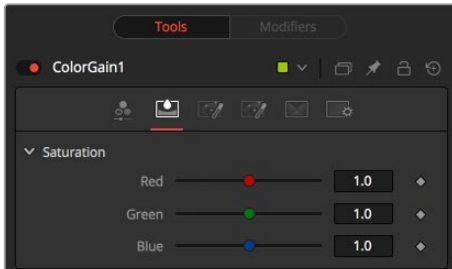 Tools Modifiers
ColorGain1
Saturation
Red 1.0
Green 1.0
Blue 1.0